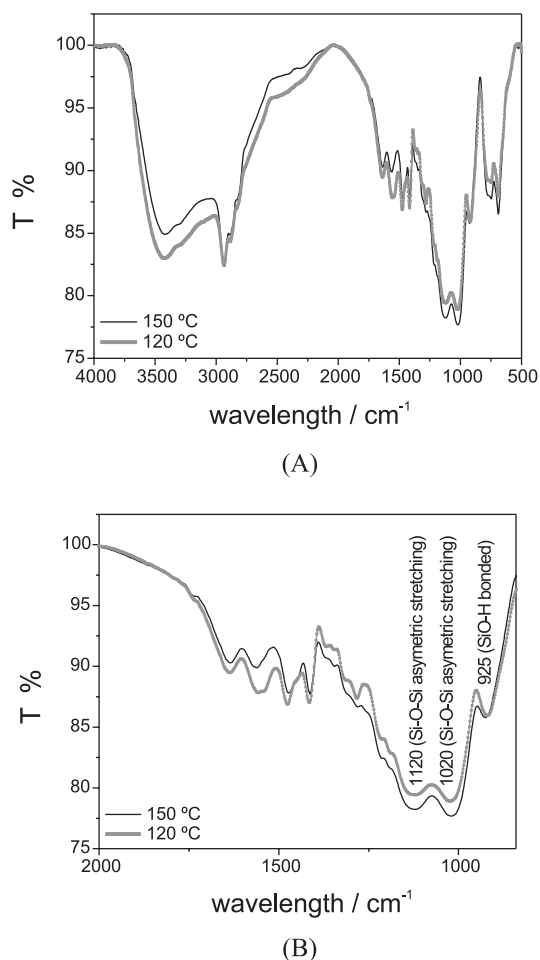 100
95
90
85
80
75
T %
150 ºC
120 ºC
4000 3500 3000 2500 2000 1500 1000 500
wavelength / cm-1
(A)
100
95
90
85
80
75
T %
1120 (Si-O-Si asymetric stretching)
1020 (Si-O-Si asymetric stretching)
925 (SiO-H bonded)
150 ºC
120 ºC
2000 1500 1000
wavelength / cm-1
(B)